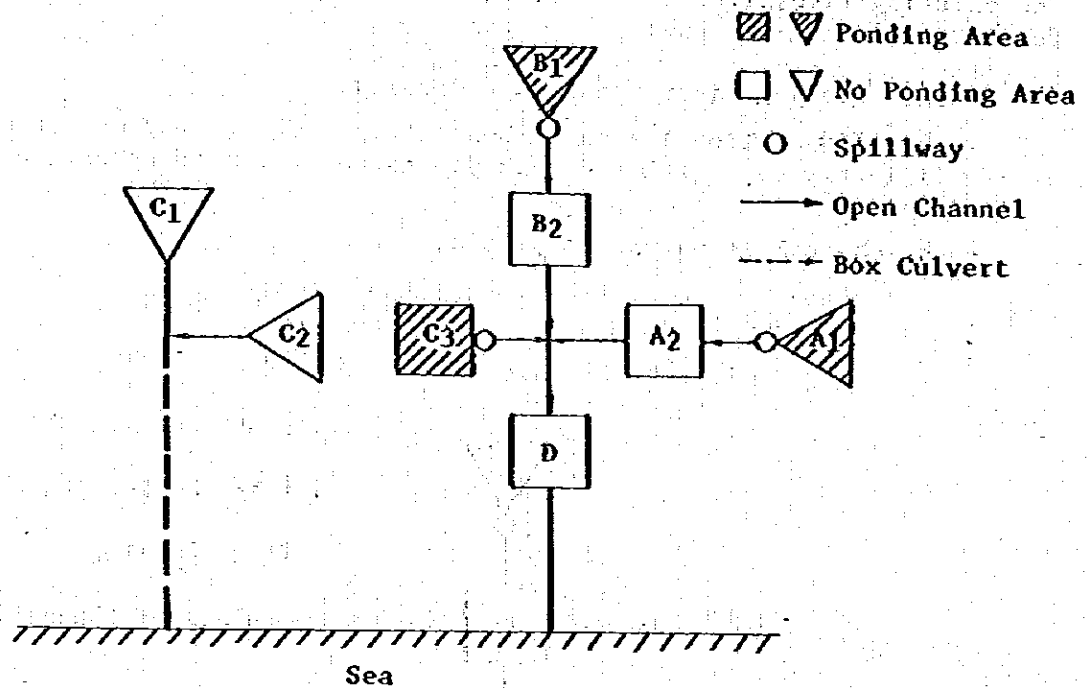 Ponding Area
No Ponding Area
Spillway
Open Channel
Box Culvert
B1
C1
B2
C2
C3
A2
A1
D
Sea